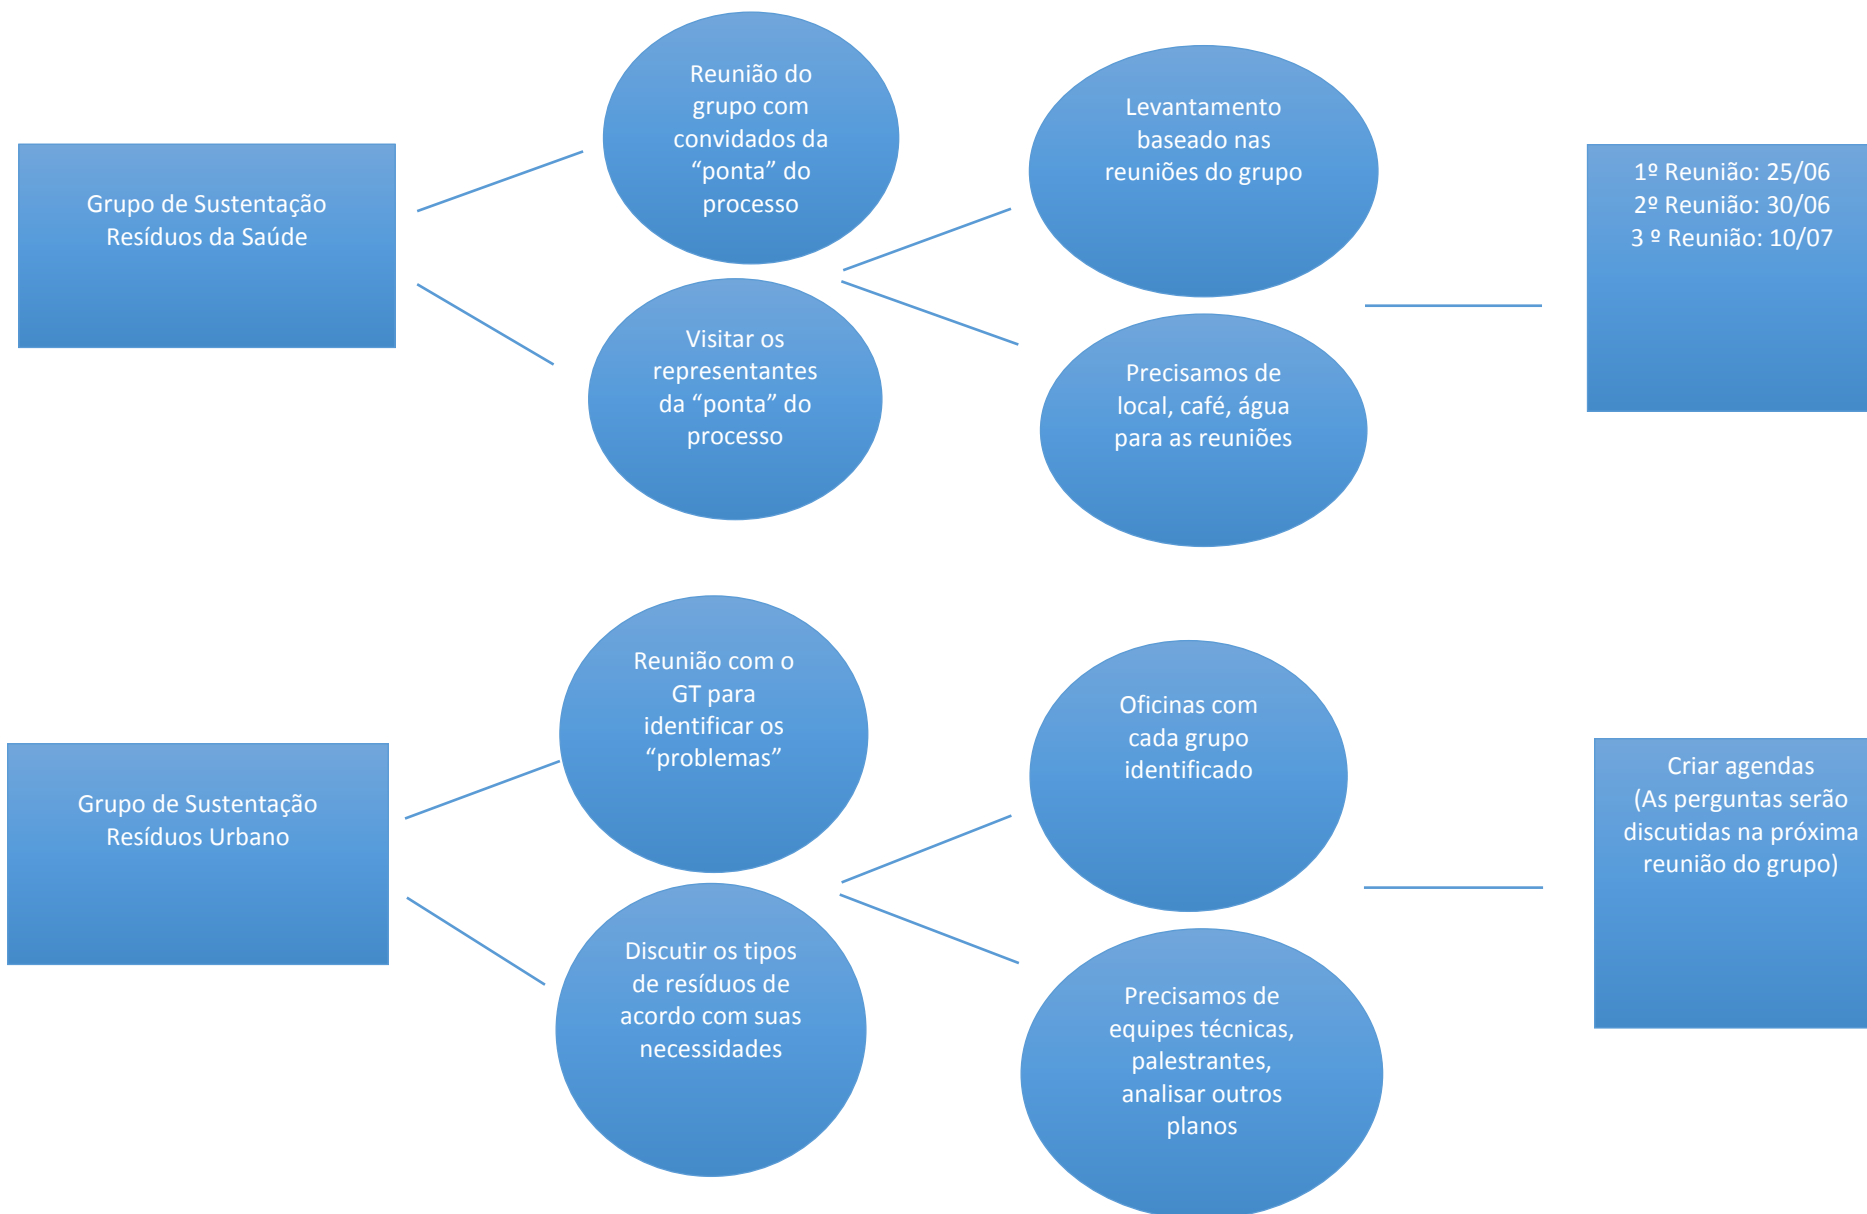 Grupo de Sustentação
Resíduos da Saúde
Reunião do
grupo com
convidados da
“ponta” do
processo
Visitar os
representantes
da “ponta” do
processo
Levantamento
baseado nas
reuniões do grupo
Precisamos de
local, café, água
para as reuniões
1º Reunião: 25/06
2º Reunião: 30/06
3 º Reunião: 10/07
Grupo de Sustentação
Resíduos Urbano
Reunião com o
GT para
identificar os
“problemas”
Discutir os tipos
de resíduos de
acordo com suas
necessidades
Oficinas com
cada grupo
identificado
Precisamos de
equipes técnicas,
palestrantes,
analisar outros
planos
Criar agendas
(As perguntas serão
discutidas na próxima
reunião do grupo)